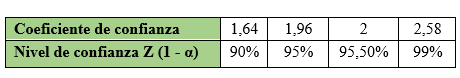 Coeficiente de confianza 1,64 1,96 2 2,58
Nivel de confianza Z (1 - α) 90% 95% 95,50% 99%